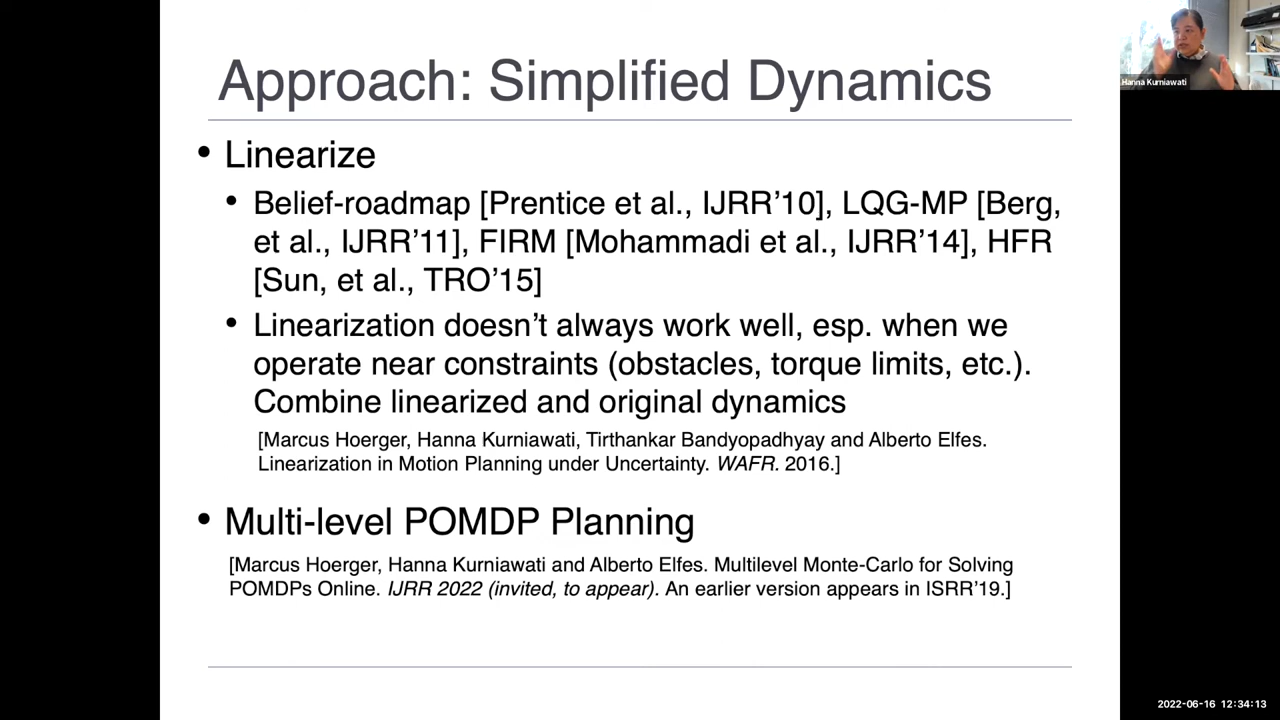 Approach: Simplified Dynamics
• Linearize
• Belief-roadmap [Prentice et al., IJRR’10], LQG-MP [Berg,
et al., IJRR’11], FIRM [Mohammadi et al., IJRR’14], HFR
[Sun, et al., TRO’15]
• Linearization doesn’t always work well, esp. when we
operate near constraints (obstacles, torque limits, etc.).
Combine linearized and original dynamics
[Marcus Hoerger, Hanna Kurniawati, Tirthankar Bandyopadhyay and Alberto Elfes.
Linearization in Motion Planning under Uncertainty. WAFR. 2016.]
• Multi-level POMDP Planning
[Marcus Hoerger, Hanna Kurniawati and Alberto Elfes. Multilevel Monte-Carlo for Solving
POMDPs Online. IJRR 2022 (invited, to appear). An earlier version appears in ISRR’19.]
Hanna Kurniawati
2022-06-16 12:34:13